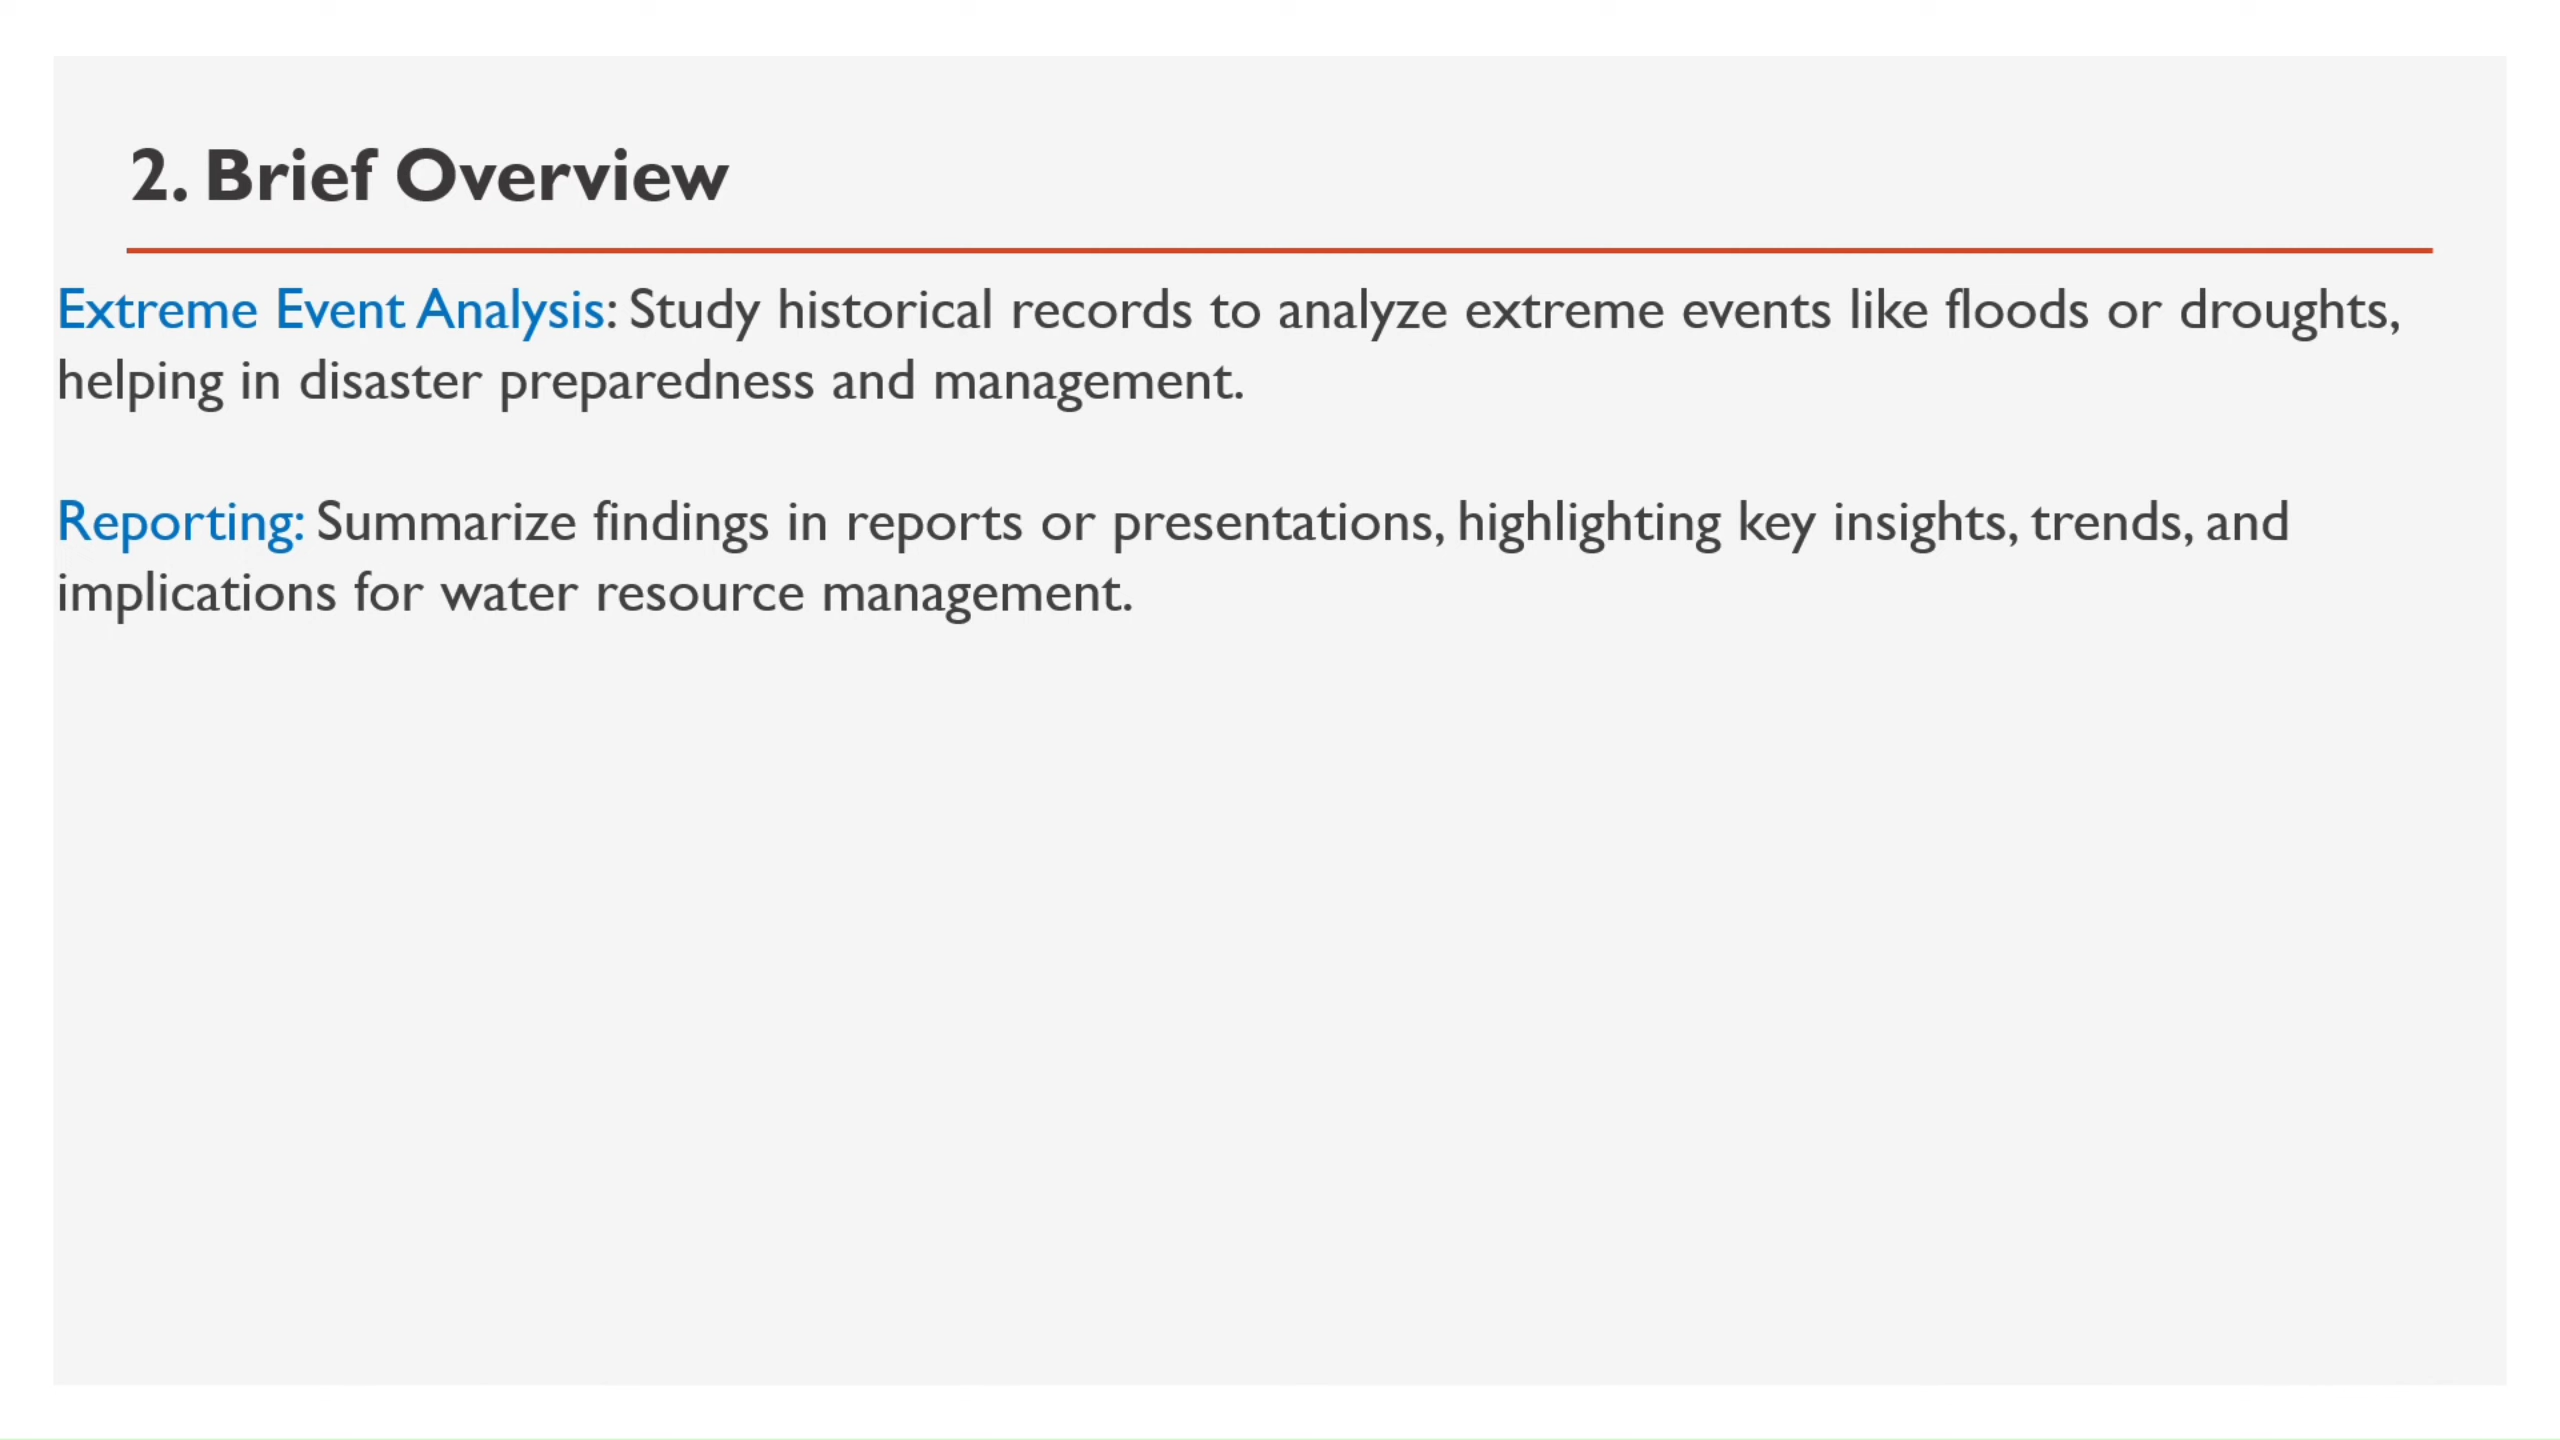 2. Brief Overview
Extreme Event Analysis: Study historical records to analyze extreme events like floods or droughts,
helping in disaster preparedness and management.
Reporting: Summarize findings in reports or presentations, highlighting key insights, trends, and
implications for water resource management.